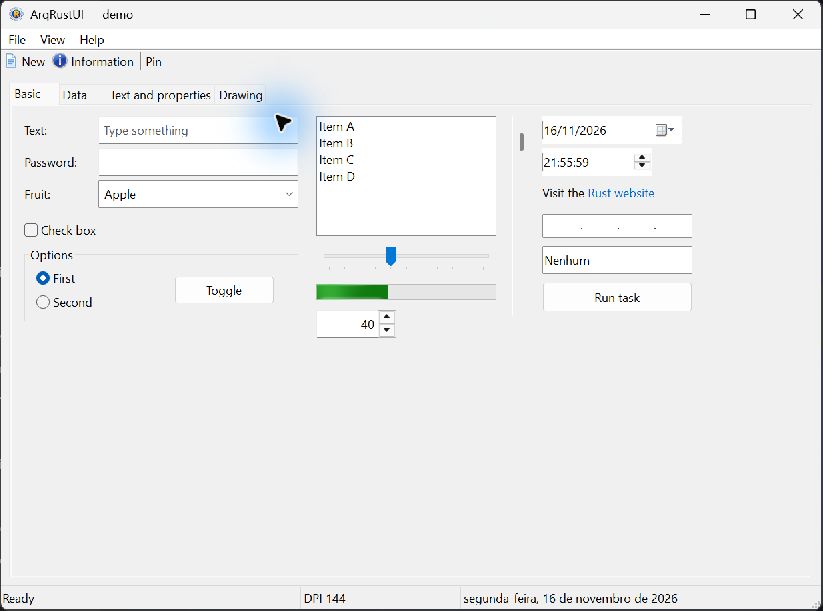 ArqRustUI demo
File View Help
New Information Pin
Basic Data Text and properties Drawing
Text: Type something
Password:
Fruit: Apple
Check box
Options
First
Second
Toggle
Item A
Item B
Item C
Item D
40
16/11/2026
21:55:59
Visit the Rust website
. . .
Nenhum
Run task
Ready DPI 144 segunda-feira, 16 de novembro de 2026